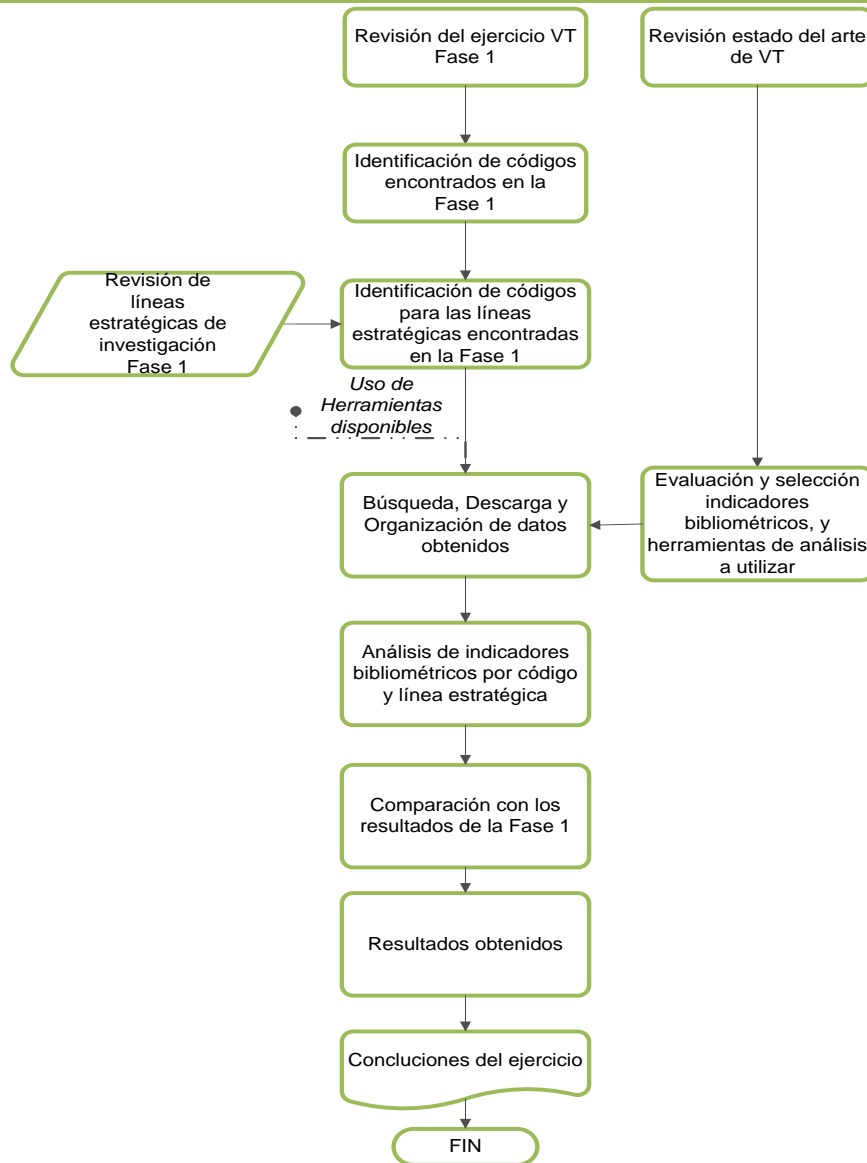 Revisión del ejercicio VT
Fase 1
Revisión estado del arte
de VT
Identificación de códigos
encontrados en la
Fase 1
Revisión de
líneas
estratégicas de
investigación
Fase 1
Identificación de códigos
para las líneas
estratégicas encontradas
en la Fase 1
Uso de
Herramientas
disponibles
Búsqueda, Descarga y
Organización de datos
obtenidos
Evaluación y selección
indicadores
bibliométricos, y
herramientas de análisis
a utilizar
Análisis de indicadores
bibliométricos por código
y línea estratégica
Comparación con los
resultados de la Fase 1
Resultados obtenidos
Concluciones del ejercicio
FIN